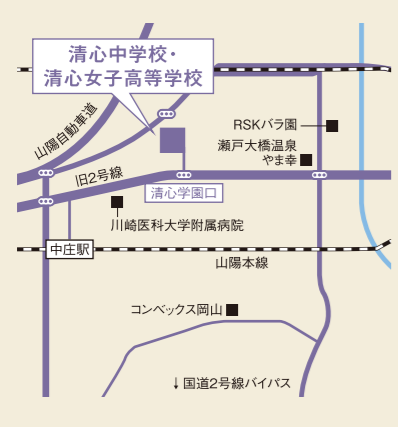 清心中学校・
清心女子高等学校
山陽自動車道
RSKバラ園
瀬戸大橋温泉
やま幸
旧2号線
清心学園口
川崎医科大学附属病院
中庄駅
山陽本線
コンベックス岡山
↓国道2号線バイパス